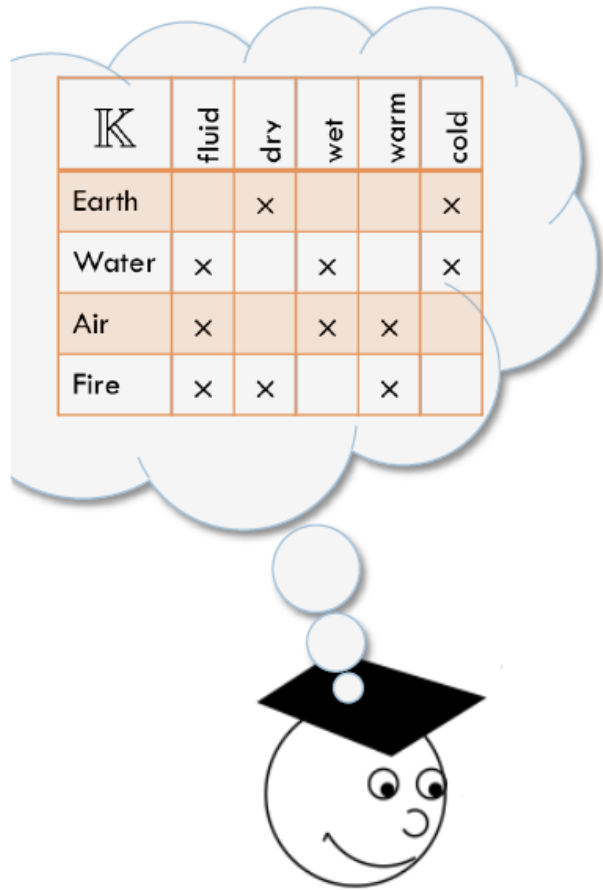 𝕂 fluid dry wet warm cold
Earth × ×
Water × × ×
Air × × ×
Fire × × ×